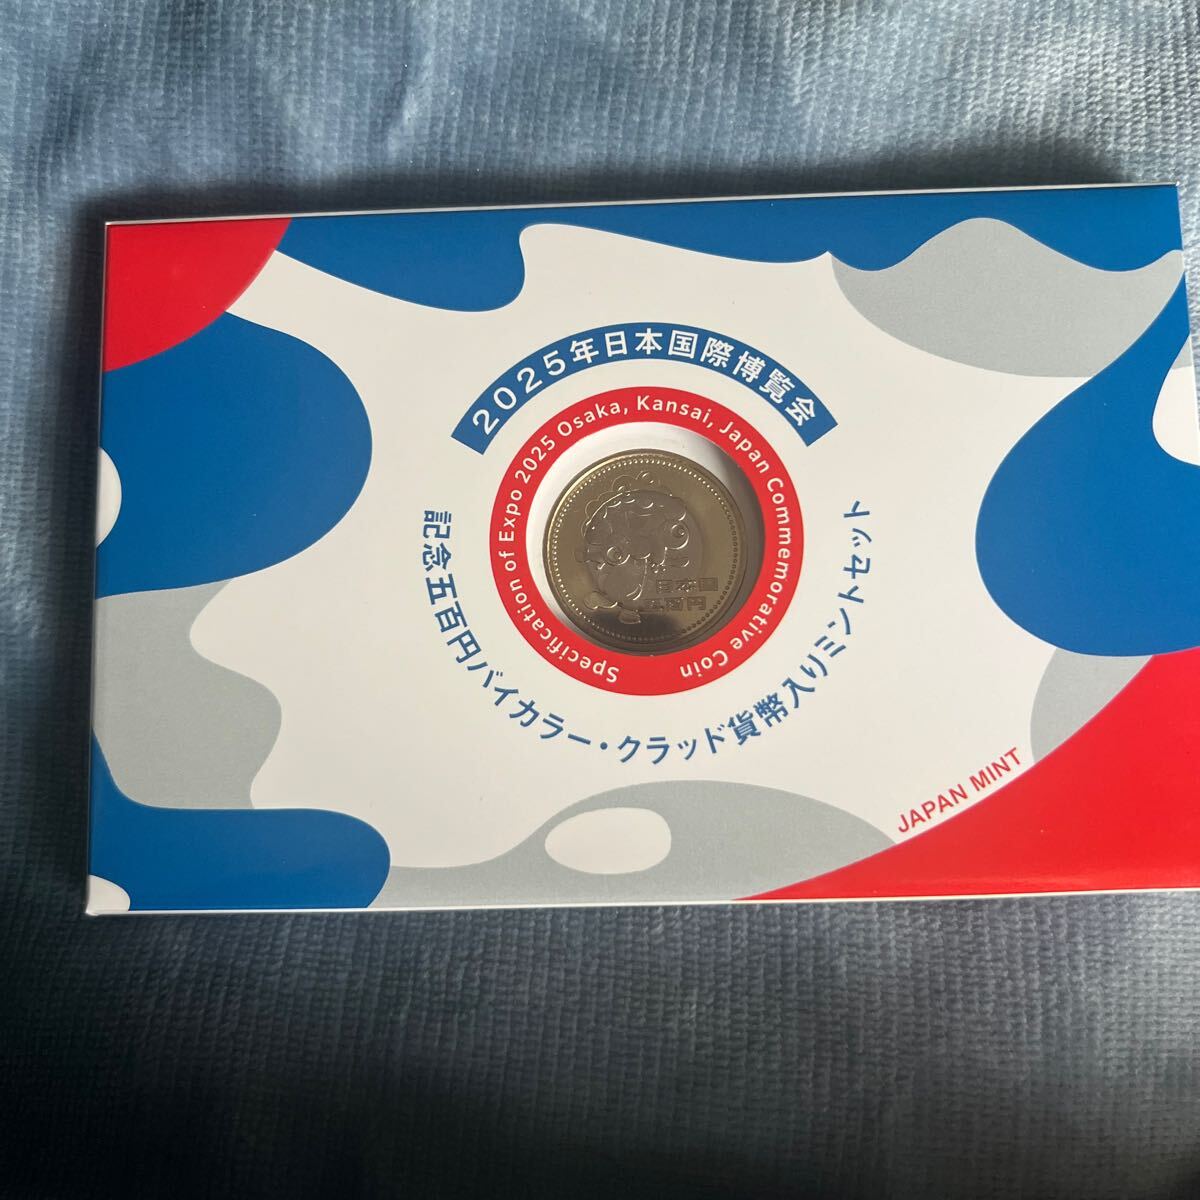 2025年日本国際博覧会
Specification of Expo 2025 Osaka, Kansai, Japan Commemorative Coin
日本国
五百円
記念五百円バイカラー・クラッド貨幣入りミントセット
JAPAN MINT